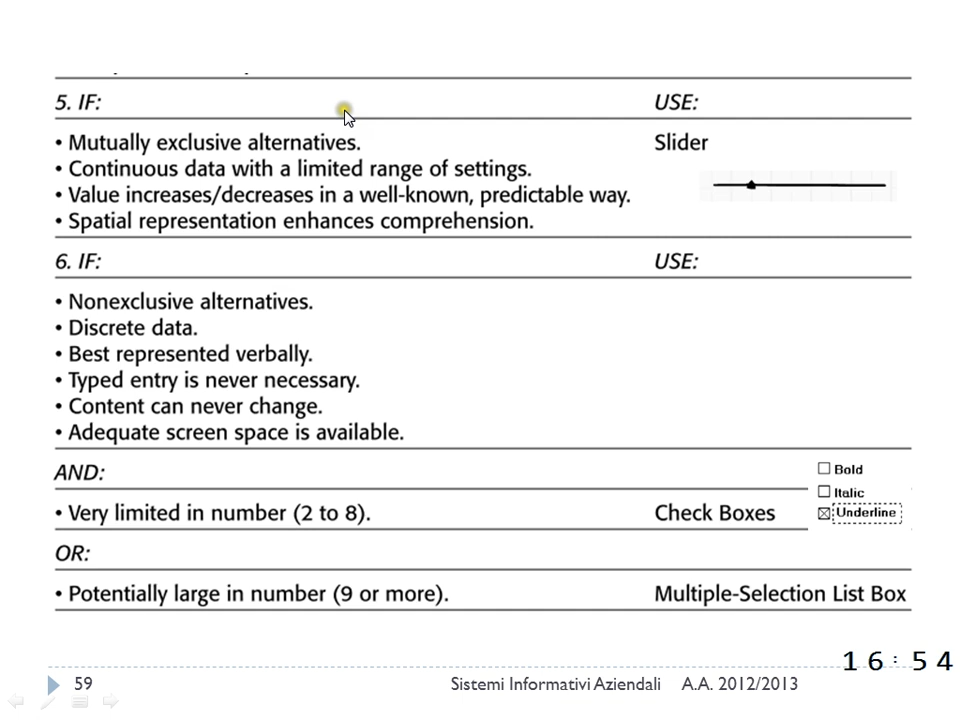 5. IF: USE:
• Mutually exclusive alternatives. Slider
• Continuous data with a limited range of settings.
• Value increases/decreases in a well-known, predictable way.
• Spatial representation enhances comprehension.
6. IF: USE:
• Nonexclusive alternatives.
• Discrete data.
• Best represented verbally.
• Typed entry is never necessary.
• Content can never change.
• Adequate screen space is available.
AND:
Bold
Italic
Underline
• Very limited in number (2 to 8). Check Boxes
OR:
• Potentially large in number (9 or more). Multiple-Selection List Box
16:54
59 Sistemi Informativi Aziendali A.A. 2012/2013